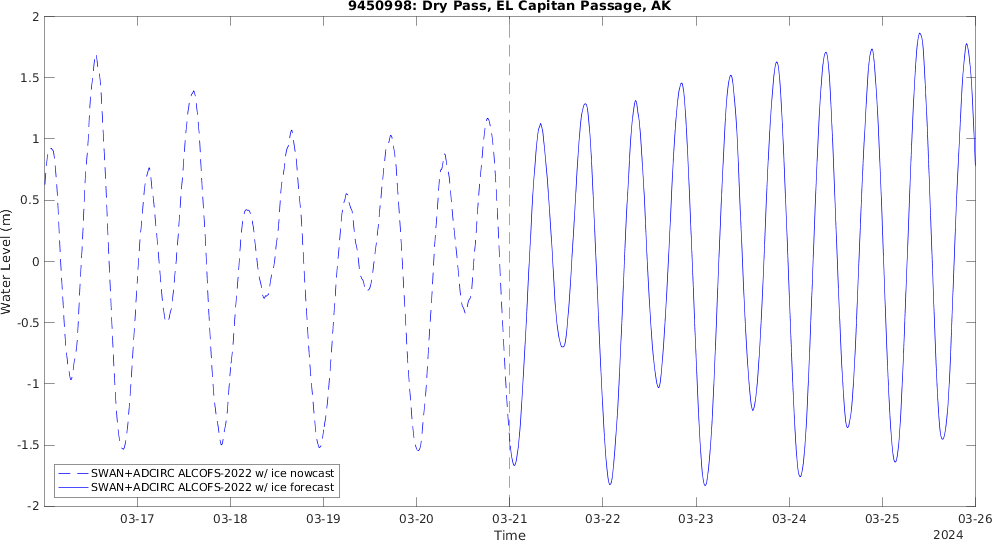 9450998: Dry Pass, EL Capitan Passage, AK
Water Level (m)
2
1.5
1
0.5
0
-0.5
-1
-1.5
-2
SWAN+ADCIRC ALCOFS-2022 w/ ice nowcast
SWAN+ADCIRC ALCOFS-2022 w/ ice forecast
03-17 03-18 03-19 03-20 03-21 03-22 03-23 03-24 03-25 03-26
Time
2024